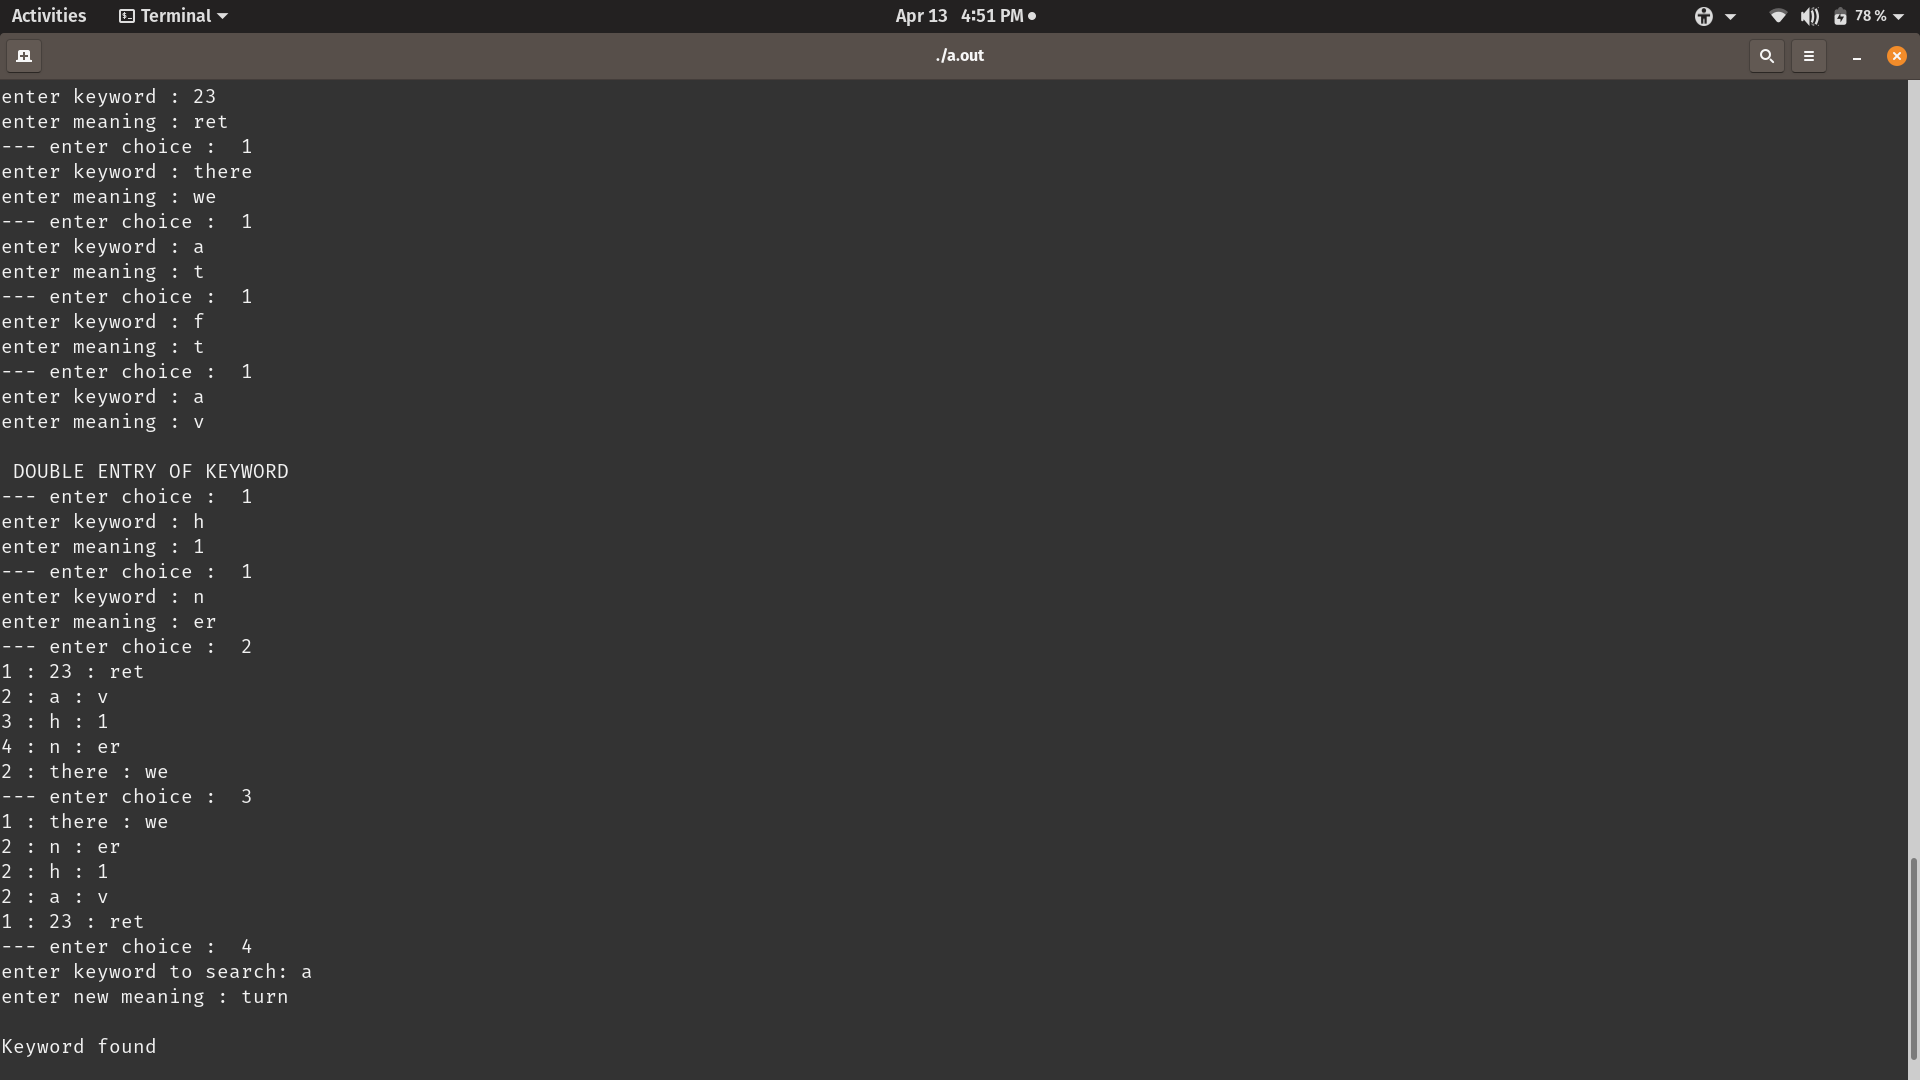 Activities Terminal Apr 13 4:51 PM 78 %
./a.out
enter keyword : 23
enter meaning : ret
--- enter choice :  1
enter keyword : there
enter meaning : we
--- enter choice :  1
enter keyword : a
enter meaning : t
--- enter choice :  1
enter keyword : f
enter meaning : t
--- enter choice :  1
enter keyword : a
enter meaning : v
 DOUBLE ENTRY OF KEYWORD
--- enter choice :  1
enter keyword : h
enter meaning : 1
--- enter choice :  1
enter keyword : n
enter meaning : er
--- enter choice :  2
1 : 23 : ret
2 : a : v
3 : h : 1
4 : n : er
2 : there : we
--- enter choice :  3
1 : there : we
2 : n : er
2 : h : 1
2 : a : v
1 : 23 : ret
--- enter choice :  4
enter keyword to search: a
enter new meaning : turn
Keyword found